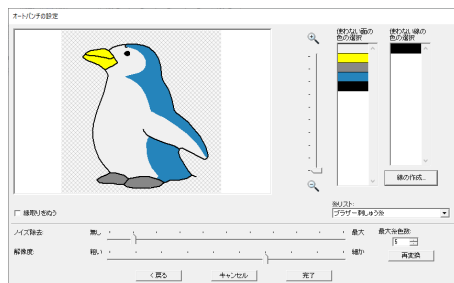 オートパンチの設定
使わない面の
色の選択
使わない線の
色の選択
線の作成...
糸リスト:
ブラザー刺しゅう糸
縁取りをぬう
ノイズ除去:
無し
最大
最大糸色数:
5
解像度:
粗い
細か
再変換
< 戻る
キャンセル
完了